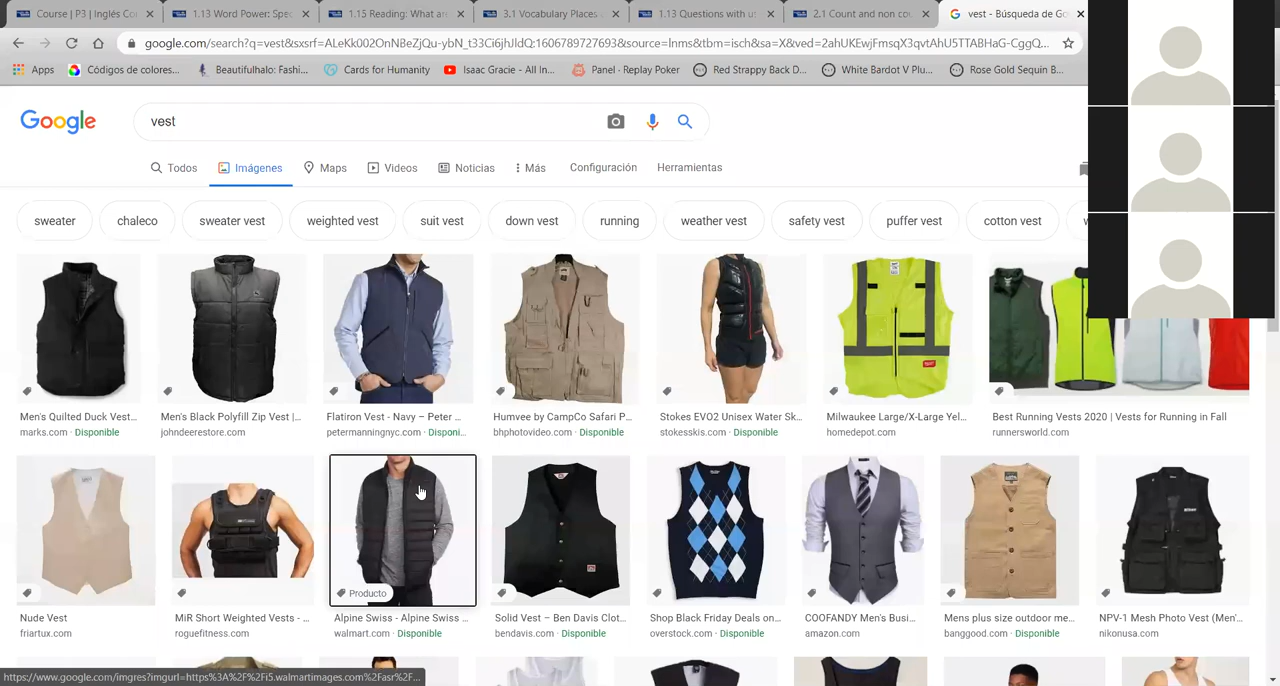 Course | P3 | Inglés Co
1.13 Word Power: Spec
1.15 Reading: What are
3.1 Vocabulary Places
1.13 Questions with us
2.1 Count and non cou
vest - Búsqueda de Go
google.com/search?q=vest&sxsrf=ALeKk002OnNBeZjQu-ybN_t33Ci6jhJldQ:1606789727693&source=lnms&tbm=isch&sa=X&ved=2ahUKEwjFmsqX3qvtAhU5TTABHaG-CggQ...
Apps
Códigos de colores...
Beautifulhalo: Fashi...
Cards for Humanity
Isaac Gracie - All In...
Panel · Replay Poker
Red Strappy Back D...
White Bardot V Plu...
Rose Gold Sequin B...
Google
vest
Todos
Imágenes
Maps
Videos
Noticias
Más
Configuración
Herramientas
sweater
chaleco
sweater vest
weighted vest
suit vest
down vest
running
weather vest
safety vest
puffer vest
cotton vest
Men's Quilted Duck Vest...
marks.com · Disponible
Men's Black Polyfill Zip Vest |...
johndeerestore.com
Flatiron Vest - Navy – Peter ...
petermanningnyc.com · Disponi...
Humvee by CampCo Safari P...
bhphotovideo.com · Disponible
Stokes EVO2 Unisex Water Sk...
stokesskis.com · Disponible
Milwaukee Large/X-Large Yel...
homedepot.com
Best Running Vests 2020 | Vests for Running in Fall
runnersworld.com
Producto
Nude Vest
friartux.com
MiR Short Weighted Vests - ...
roguefitness.com
Alpine Swiss - Alpine Swiss ...
walmart.com · Disponible
Solid Vest – Ben Davis Clot...
bendavis.com · Disponible
Shop Black Friday Deals on...
overstock.com · Disponible
COOFANDY Men's Busi...
amazon.com
Mens plus size outdoor me...
banggood.com · Disponible
NPV-1 Mesh Photo Vest (Men'...
nikonusa.com
https://www.google.com/imgres?imgurl=https%3A%2F%2Fi5.walmartimages.com%2Fasr%2F...